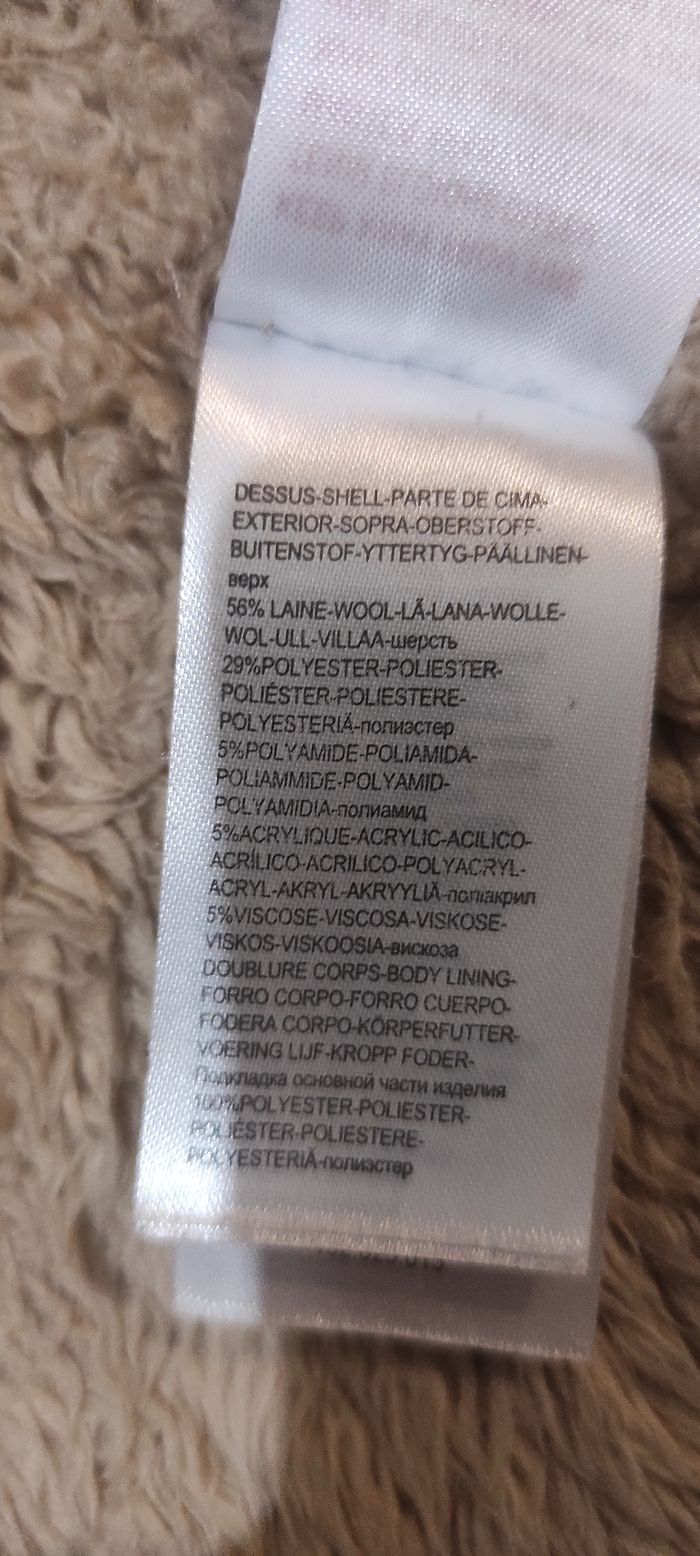 DESSUS-SHELL-PARTE DE CIMA-
EXTERIOR-SOPRA-OBERSTOFF-
BUITENSTOF-YTTERTYG-PÄÄLLINEN-
верх
56% LAINE-WOOL-LÃ-LANA-WOLLE-
WOL-ULL-VILLAA-шерсть
29%POLYESTER-POLIESTER-
POLIÉSTER-POLIESTERE-
POLYESTERIÄ-полиэстер
5%POLYAMIDE-POLIAMIDA-
POLIAMMIDE-POLYAMID-
POLYAMIDIA-полиамид
5%ACRYLIQUE-ACRYLIC-ACILICO-
ACRÍLICO-ACRILICO-POLYACRYL-
ACRYL-AKRYL-AKRYYLIÄ-полиакрил
5%VISCOSE-VISCOSA-VISKOSE-
VISKOS-VISKOOSIA-вискоза
DOUBLURE CORPS-BODY LINING-
FORRO CORPO-FORRO CUERPO-
FODERA CORPO-KÖRPERFUTTER-
VOERING LIJF-KROPP FODER-
Подкладка основной части изделия
100%POLYESTER-POLIESTER-
POLIÉSTER-POLIESTERE-
POLYESTERIÄ-полиэстер